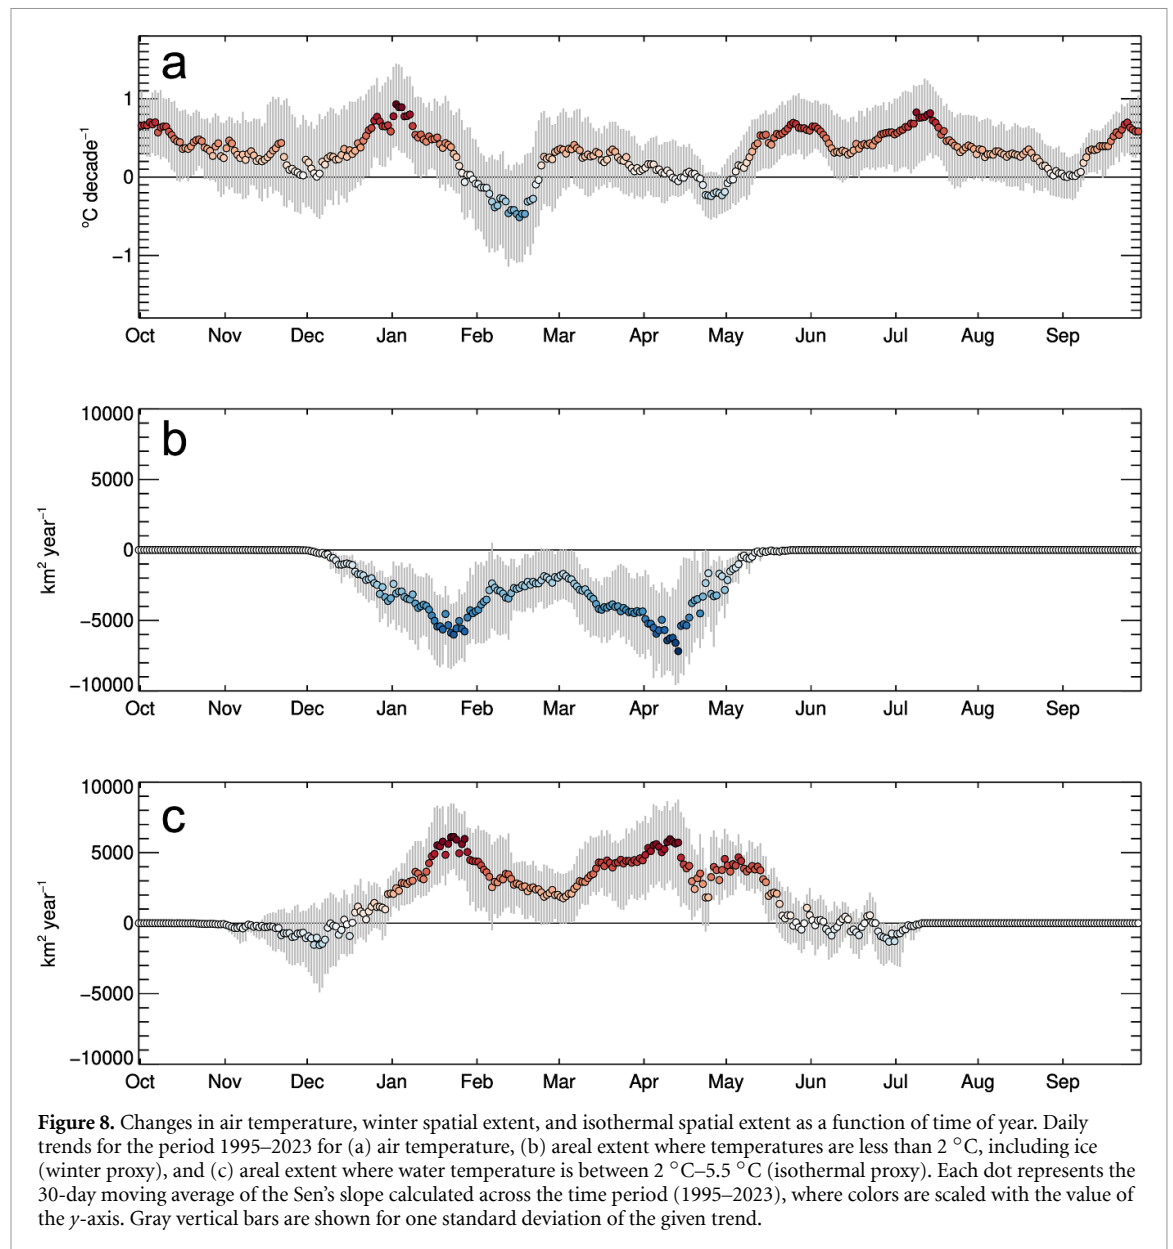 a
1
0
−1
°C decade⁻¹
Oct Nov Dec Jan Feb Mar Apr May Jun Jul Aug Sep
b
10000
5000
0
−5000
−10000
km² year⁻¹
Oct Nov Dec Jan Feb Mar Apr May Jun Jul Aug Sep
c
10000
5000
0
−5000
−10000
km² year⁻¹
Oct Nov Dec Jan Feb Mar Apr May Jun Jul Aug Sep
Figure 8. Changes in air temperature, winter spatial extent, and isothermal spatial extent as a function of time of year. Daily
trends for the period 1995–2023 for (a) air temperature, (b) areal extent where temperatures are less than 2 °C, including ice
(winter proxy), and (c) areal extent where water temperature is between 2 °C–5.5 °C (isothermal proxy). Each dot represents the
30-day moving average of the Sen's slope calculated across the time period (1995–2023), where colors are scaled with the value of
the y-axis. Gray vertical bars are shown for one standard deviation of the given trend.